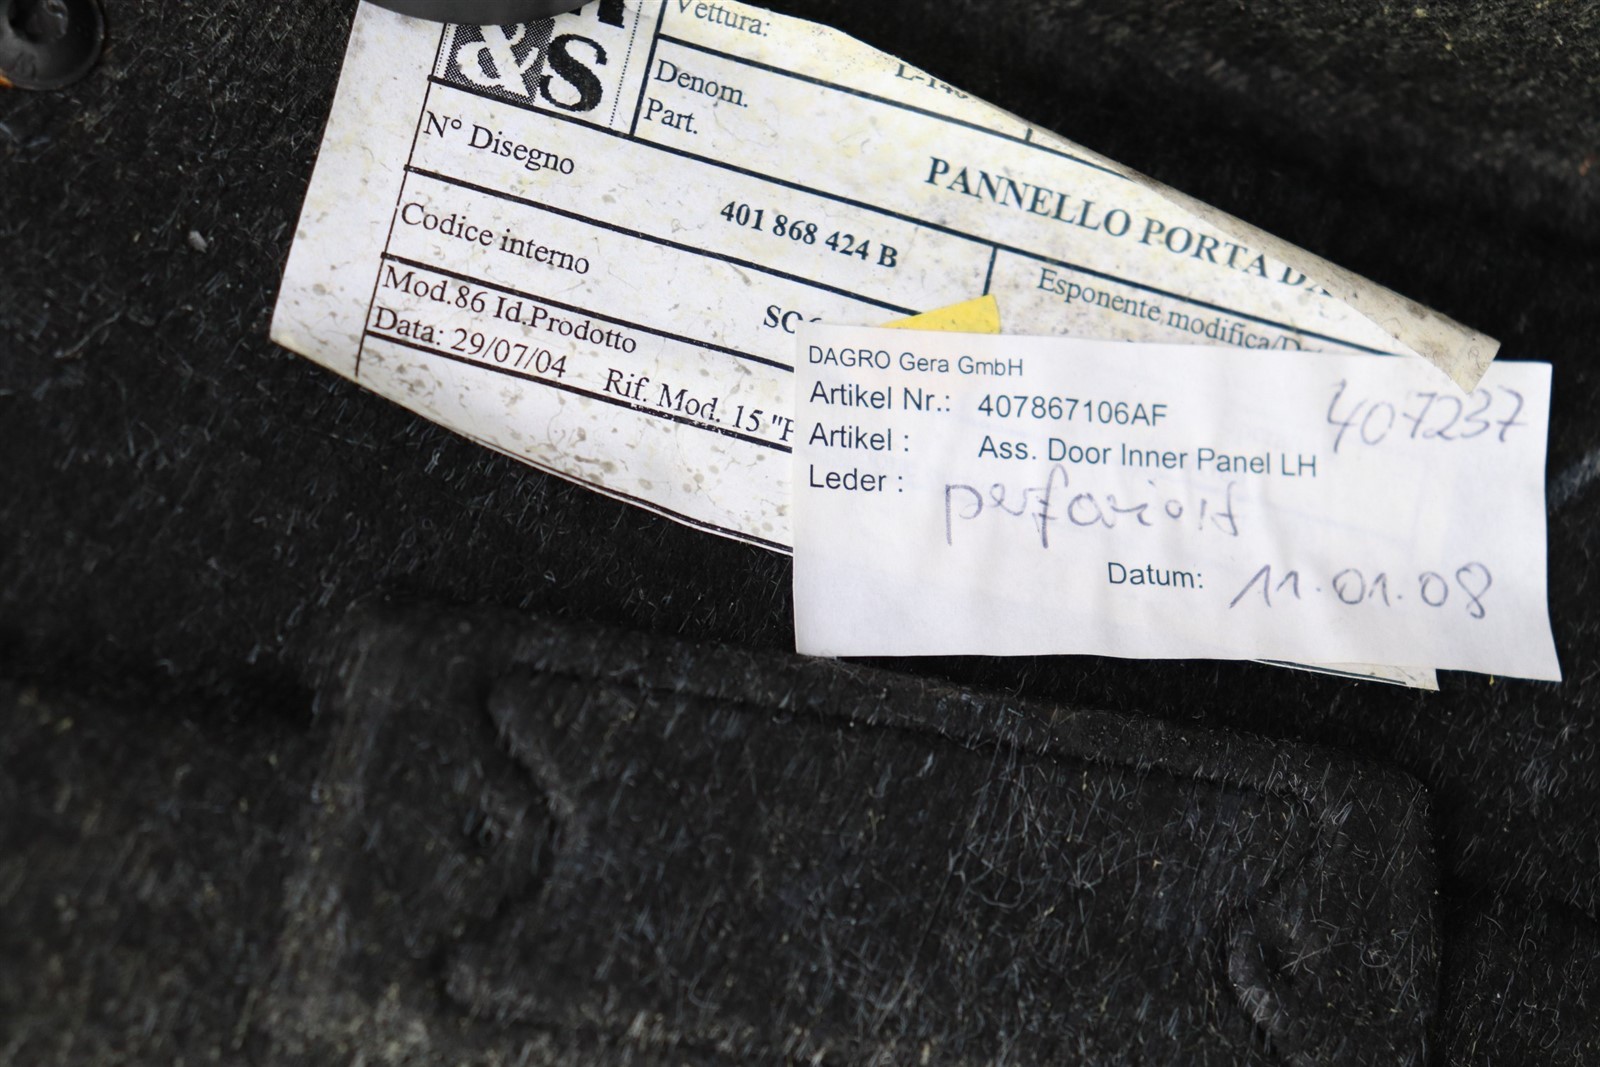 &S
Vettura:
L-140
Denom.
Part.
PANNELLO PORTA
N° Disegno
401 868 424 B
Esponente modifica/
Codice interno
Mod.86 Id.Prodotto
Data: 29/07/04 Rif. Mod. 15
DAGRO Gera GmbH
Artikel Nr.: 407867106AF
407237
Artikel : Ass. Door Inner Panel LH
Leder : perforiert
Datum: 11.01.08